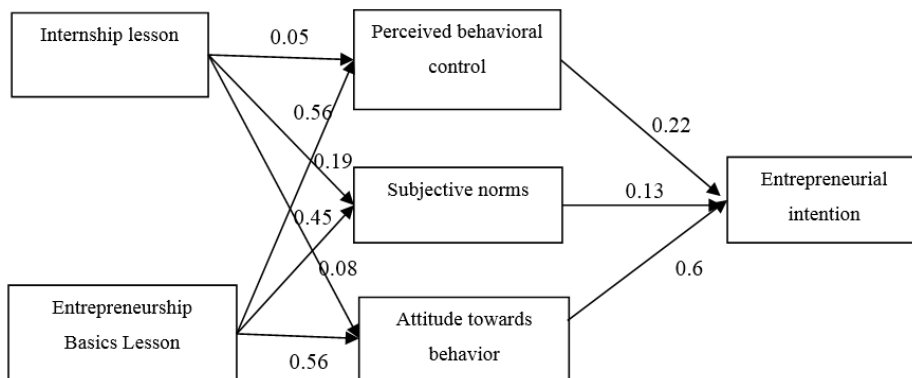 Internship lesson
0.05
Perceived behavioral
control
0.56
0.22
0.19
Subjective norms
0.13
Entrepreneurial
intention
0.45
0.08
0.6
Entrepreneurship
Basics Lesson
0.56
Attitude towards
behavior